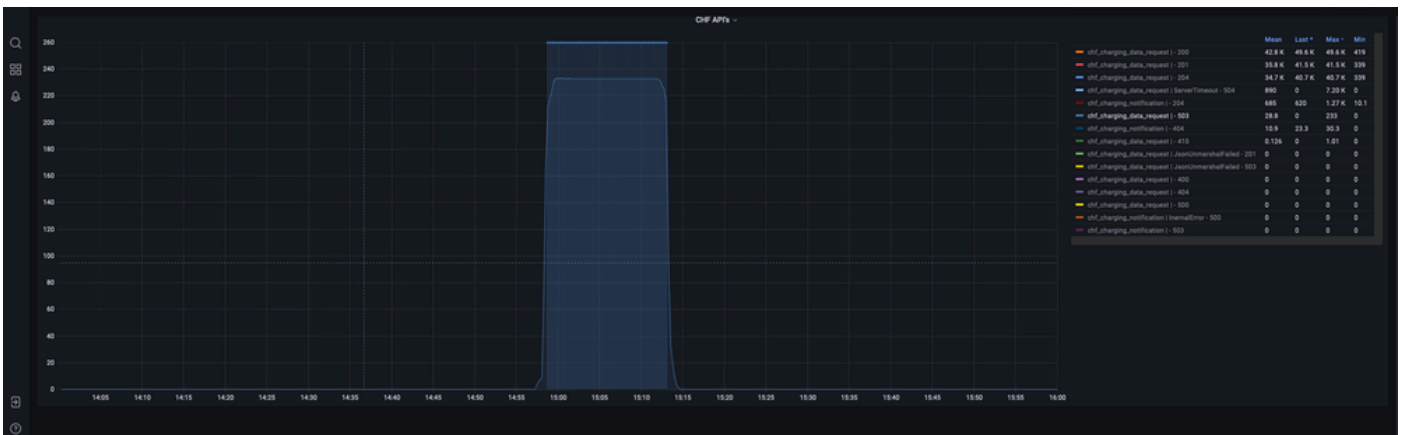 CHF API's
260
240
220
200
180
160
140
120
100
80
60
40
20
0
14:05 14:10 14:15 14:20 14:25 14:30 14:35 14:40 14:45 14:50 14:55 15:00 15:05 15:10 15:15 15:20 15:25 15:30 15:35 15:40 15:45 15:50 15:55 16:00
Mean Last * Max Min
chf_charging_data_request | - 200 42.8 K 49.6 K 49.6 K 419
chf_charging_data_request | - 201 35.8 K 41.5 K 41.5 K 339
chf_charging_data_request | - 204 34.7 K 40.7 K 40.7 K 339
chf_charging_data_request | ServerTimeout - 504 890 0 7.20 K 0
chf_charging_notification | - 204 685 620 1.27 K 10.1
chf_charging_data_request | - 503 28.8 0 233 0
chf_charging_notification | - 404 10.9 23.3 30.3 0
chf_charging_data_request | - 410 0.126 0 1.01 0
chf_charging_data_request | JsonUnmarshalFailed - 201 0 0 0 0
chf_charging_data_request | JsonUnmarshalFailed - 503 0 0 0 0
chf_charging_data_request | - 400 0 0 0 0
chf_charging_data_request | - 404 0 0 0 0
chf_charging_data_request | - 500 0 0 0 0
chf_charging_notification | InernalError - 500 0 0 0 0
chf_charging_notification | - 503 0 0 0 0